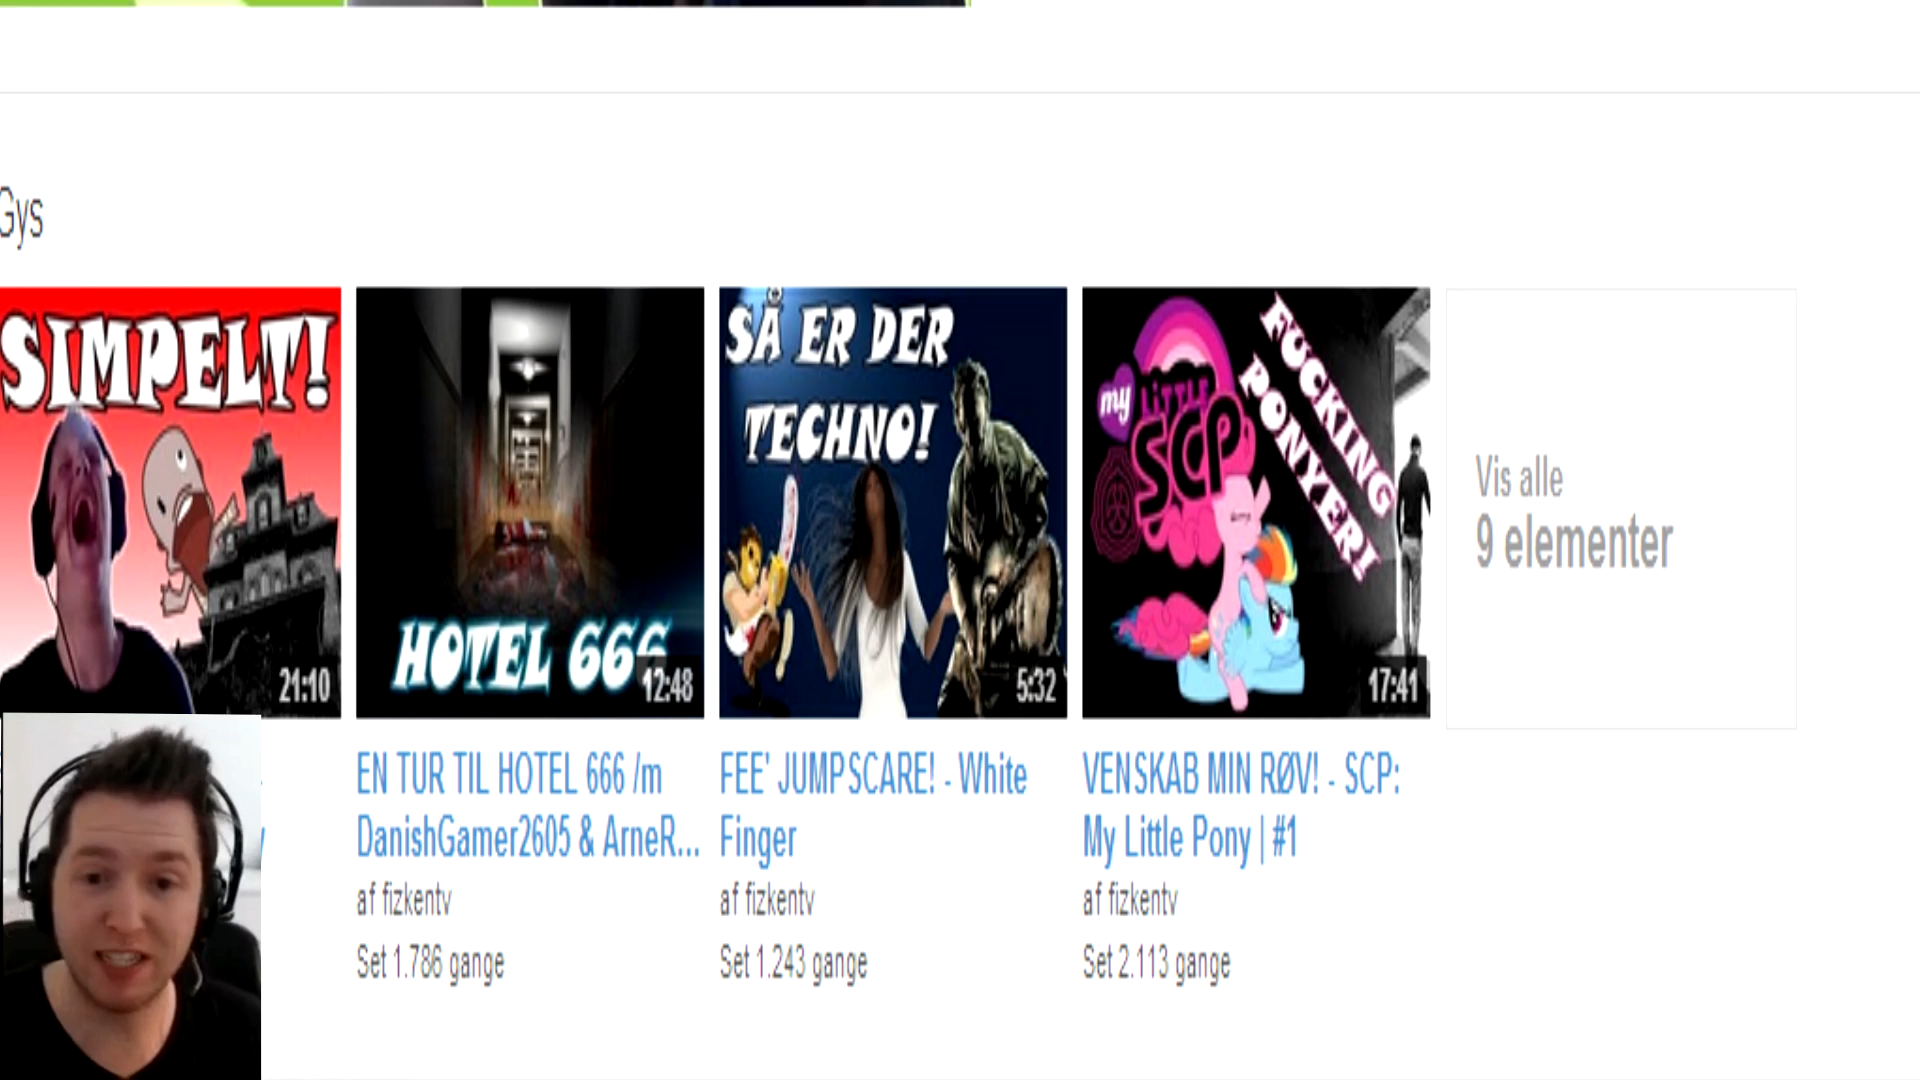 Gys
SIMPELT!
21:10
HOTEL 666
12:48
SÅ ER DER
TECHNO!
5:32
my
LITTLE
SCP
FUCKING
PONYER!
17:41
Vis alle
9 elementer
EN TUR TIL HOTEL 666 /m
DanishGamer2605 & ArneR...
af fizkentv
Set 1.786 gange
FEE' JUMPSCARE! - White
Finger
af fizkentv
Set 1.243 gange
VENSKAB MIN RØV! - SCP:
My Little Pony | #1
af fizkentv
Set 2.113 gange